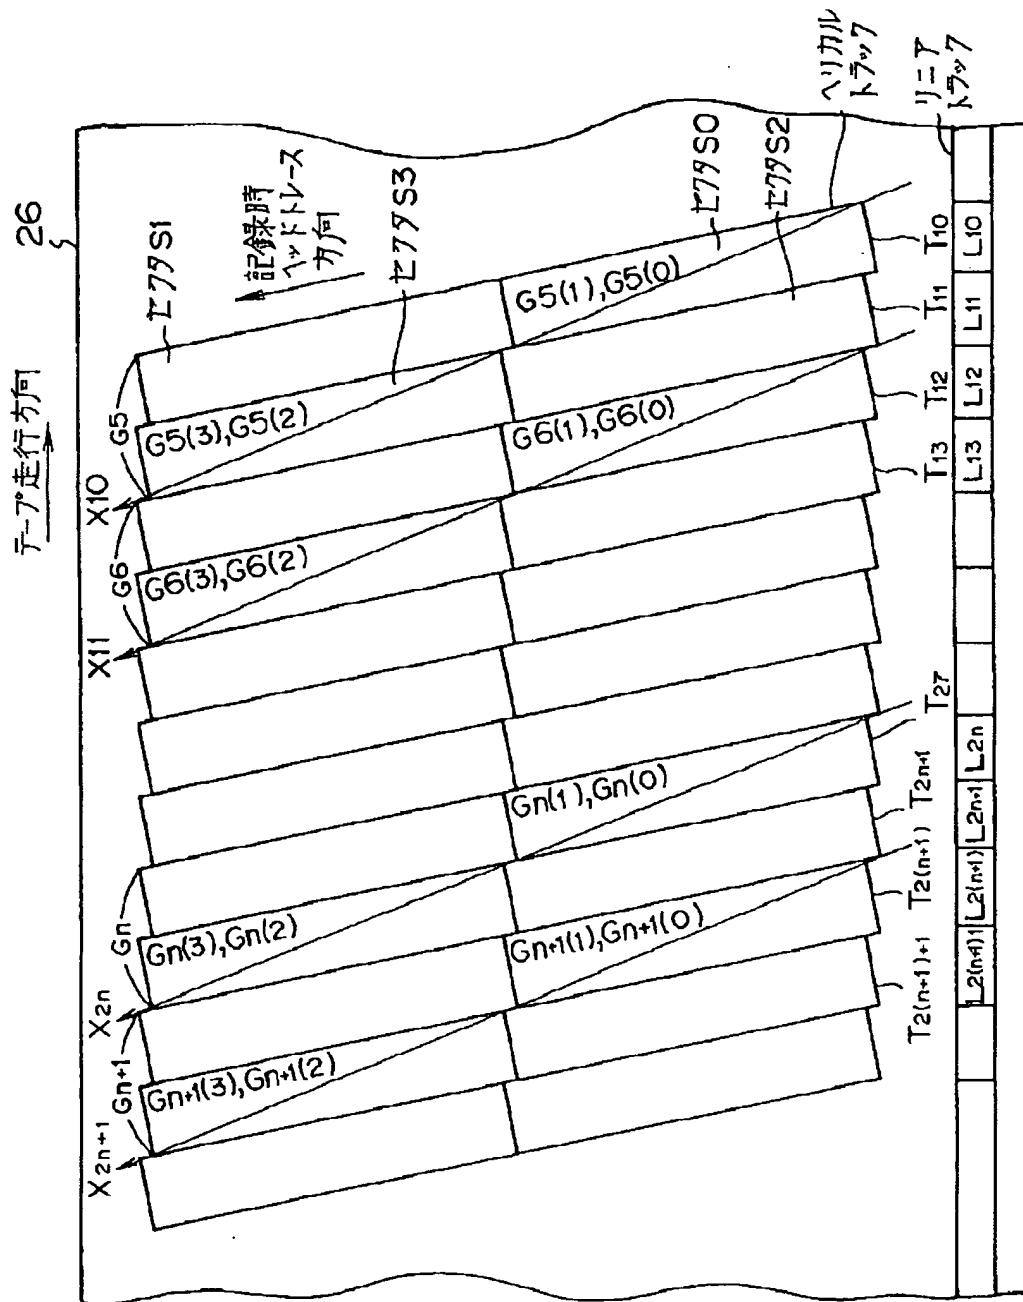 テープ走行方向
26
セクタS1
記録時
ヘッドトレース
方向
セクタS3
セクタS0
セクタS2
ヘリカル
トラック
リニア
トラック
G5
X10
G6
X11
Gn
X2n
Gn+1
X2n+1
G5(1),G5(0)
G5(3),G5(2)
G6(1),G6(0)
G6(3),G6(2)
Gn(1),Gn(0)
Gn(3),Gn(2)
Gn+1(1),Gn+1(0)
Gn+1(3),Gn+1(2)
T10
T11
T12
T13
T27
T2n+1
T2(n+1)
T2(n+1)+1
L10
L11
L12
L13
L2n
L2n+1
L2(n+1)
L2(n+1)1